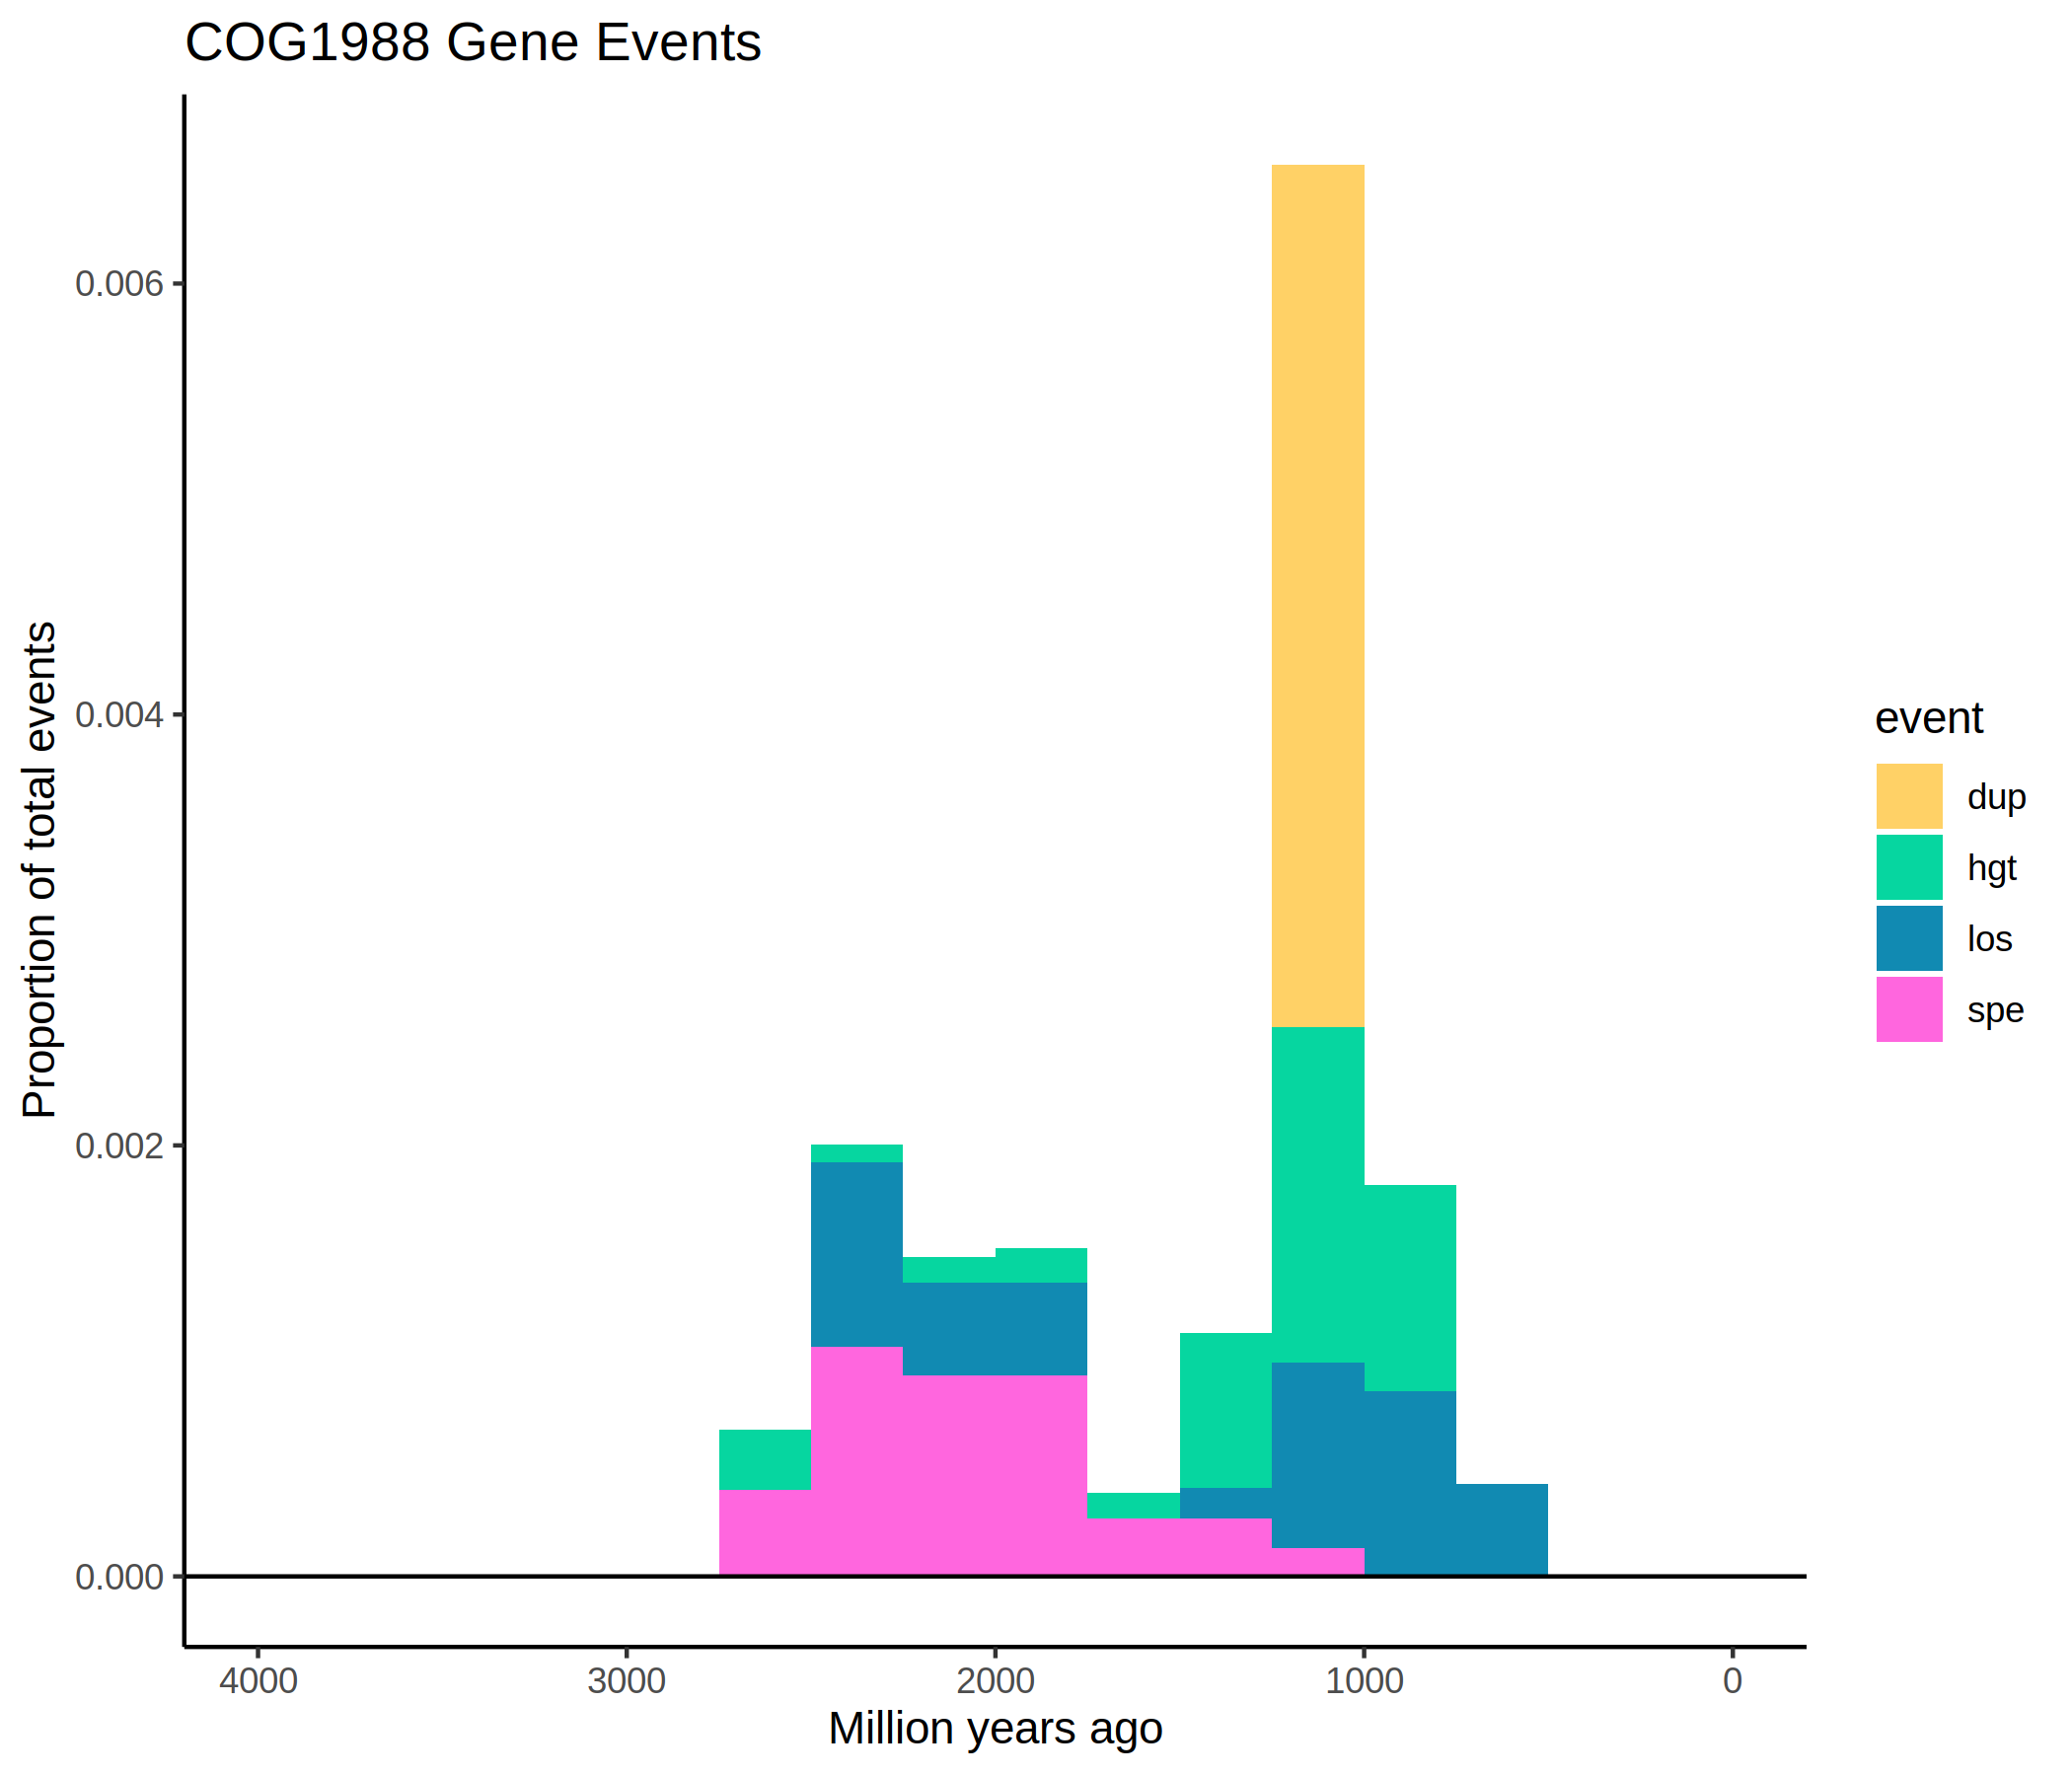 COG1988 Gene Events
Proportion of total events
0.006
0.004
0.002
0.000
4000 3000 2000 1000 0
Million years ago
event
dup
hgt
los
spe